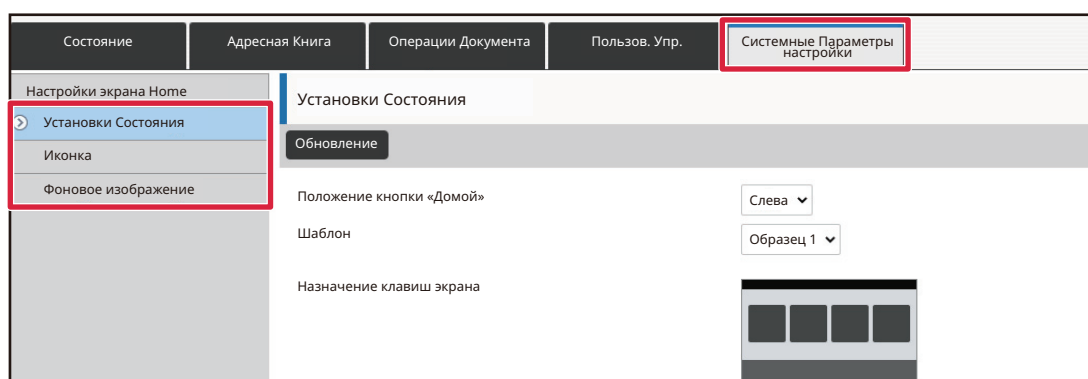 Состояние
Адресная Книга
Операции Документа
Пользов. Упр.
Системные Параметры
настройки
Настройки экрана Home
Установки Состояния
Иконка
Фоновое изображение
Установки Состояния
Обновление
Положение кнопки «Домой»
Слева
Шаблон
Образец 1
Назначение клавиш экрана